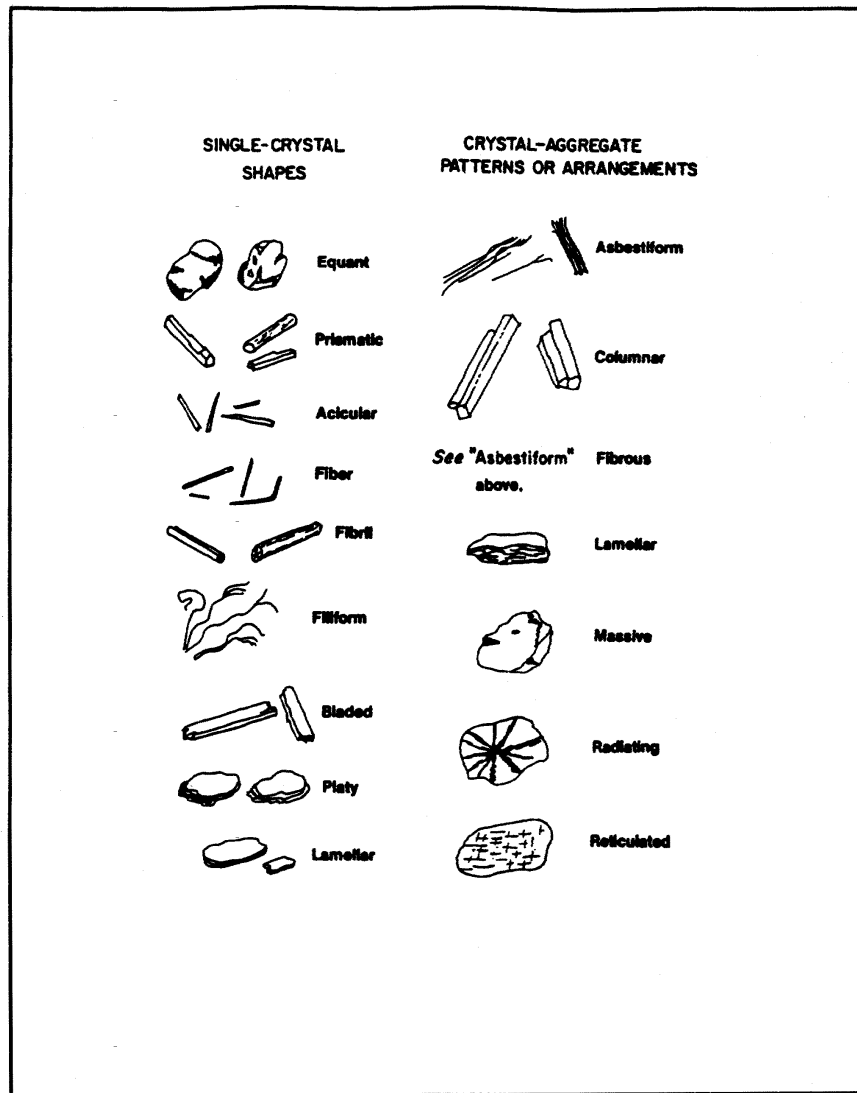 SINGLE-CRYSTAL
SHAPES
Equant
Prismatic
Acicular
Fiber
Fibril
Filiform
Bladed
Platy
Lamellar
CRYSTAL-AGGREGATE
PATTERNS OR ARRANGEMENTS
Asbestiform
Columnar
See "Asbestiform" Fibrous
above.
Lamellar
Massive
Radiating
Reticulated